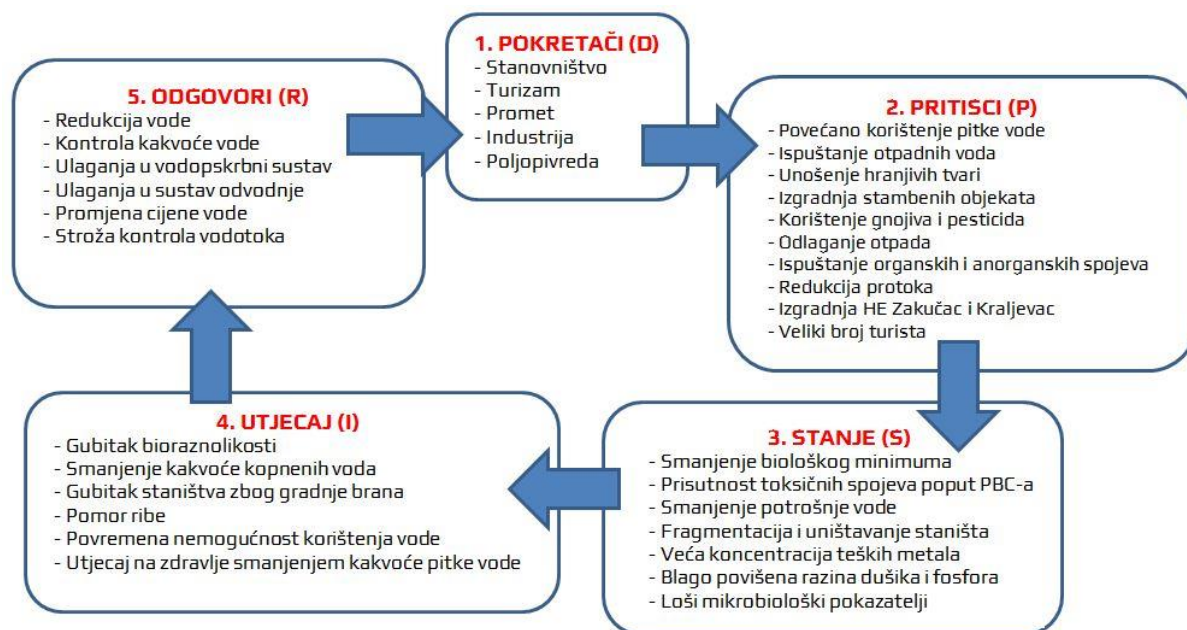 1. POKRETAČI (D)
- Stanovništvo
- Turizam
- Promet
- Industrija
- Poljopivreda
2. PRITISCI (P)
- Povećano korištenje pitke vode
- Ispuštanje otpadnih voda
- Unošenje hranjivih tvari
- Izgradnja stambenih objekata
- Korištenje gnojiva i pesticida
- Odlaganje otpada
- Ispuštanje organskih i anorganskih spojeva
- Redukcija protoka
- Izgradnja HE Zakučac i Kraljevac
- Veliki broj turista
3. STANJE (S)
- Smanjenje biološkog minimuma
- Prisutnost toksičnih spojeva poput PBC-a
- Smanjenje potrošnje vode
- Fragmentacija i uništavanje staništa
- Veća koncentracija teških metala
- Blago povišena razina dušika i fosfora
- Loši mikrobiološki pokazatelji
4. UTJECAJ (I)
- Gubitak bioraznolikosti
- Smanjenje kakvoće kopnenih voda
- Gubitak staništva zbog gradnje brana
- Pomor ribe
- Povremena nemogućnost korištenja vode
- Utjecaj na zdravlje smanjenjem kakvoće pitke vode
5. ODGOVORI (R)
- Redukcija vode
- Kontrola kakvoće vode
- Ulaganja u vodopskrbni sustav
- Ulaganja u sustav odvodnje
- Promjena cijene vode
- Stroža kontrola vodotoka